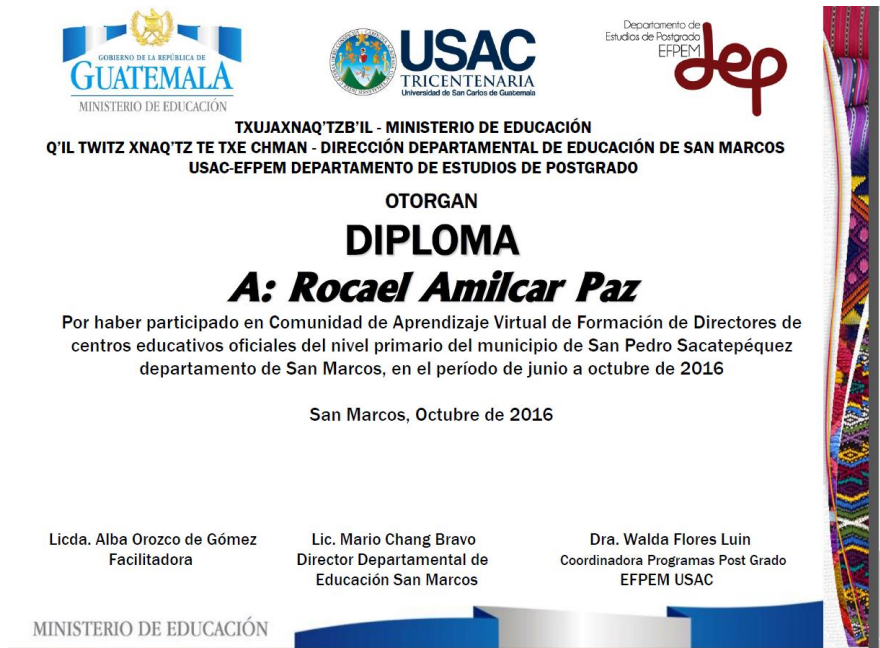 GOBIERNO DE LA REPÚBLICA DE
GUATEMALA
MINISTERIO DE EDUCACIÓN
USAC
TRICENTENARIA
Universidad de San Carlos de Guatemala
Departamento de
Estudios de Postgrado
EFPEM
dep
TXUJAXNAQ'TZB'IL - MINISTERIO DE EDUCACIÓN
Q'IL TWITZ XNAQ'TZ TE TXE CHMAN - DIRECCIÓN DEPARTAMENTAL DE EDUCACIÓN DE SAN MARCOS
USAC-EFPEM DEPARTAMENTO DE ESTUDIOS DE POSTGRADO
OTORGAN
DIPLOMA
A: Rocael Amilcar Paz
Por haber participado en Comunidad de Aprendizaje Virtual de Formación de Directores de
centros educativos oficiales del nivel primario del municipio de San Pedro Sacatepéquez
departamento de San Marcos, en el período de junio a octubre de 2016
San Marcos, Octubre de 2016
Licda. Alba Orozco de Gómez
Facilitadora
Lic. Mario Chang Bravo
Director Departamental de
Educación San Marcos
Dra. Walda Flores Luin
Coordinadora Programas Post Grado
EFPEM USAC
MINISTERIO DE EDUCACIÓN